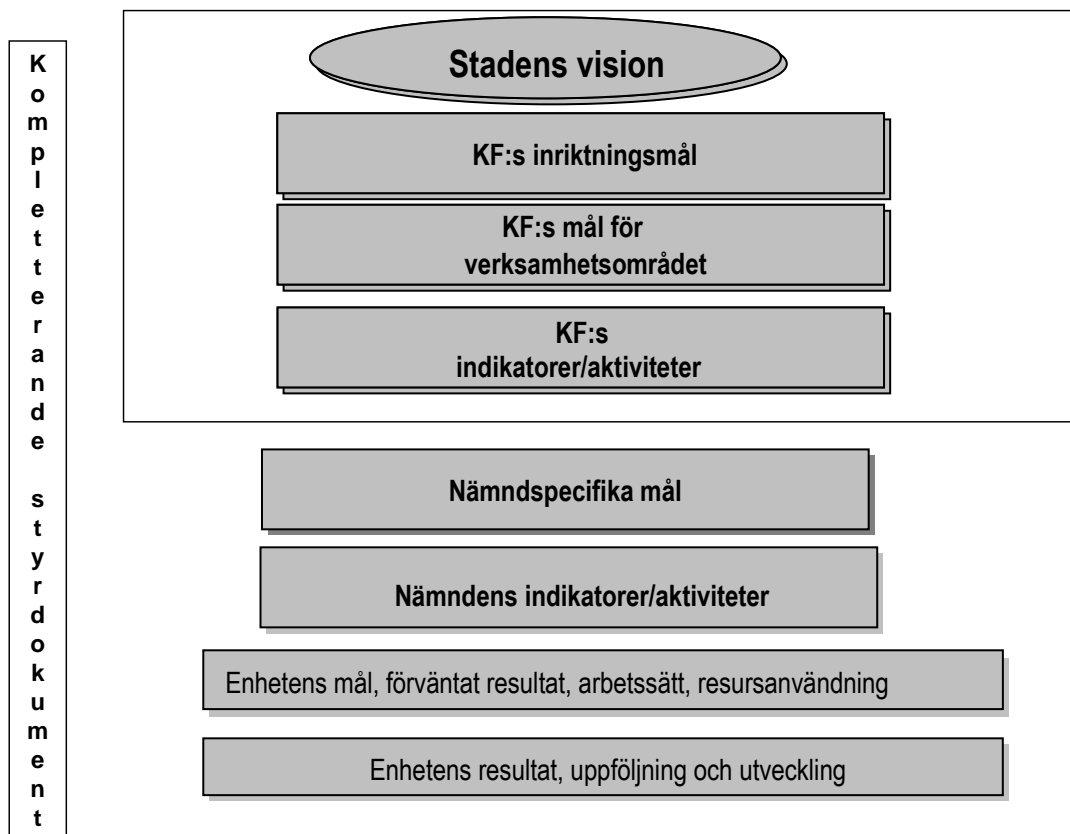 Kompletterande styrdokument
Stadens vision
KF:s inriktningsmål
KF:s mål för
verksamhetsområdet
KF:s
indikatorer/aktiviteter
Nämndspecifika mål
Nämndens indikatorer/aktiviteter
Enhetens mål, förväntat resultat, arbetssätt, resursanvändning
Enhetens resultat, uppföljning och utveckling